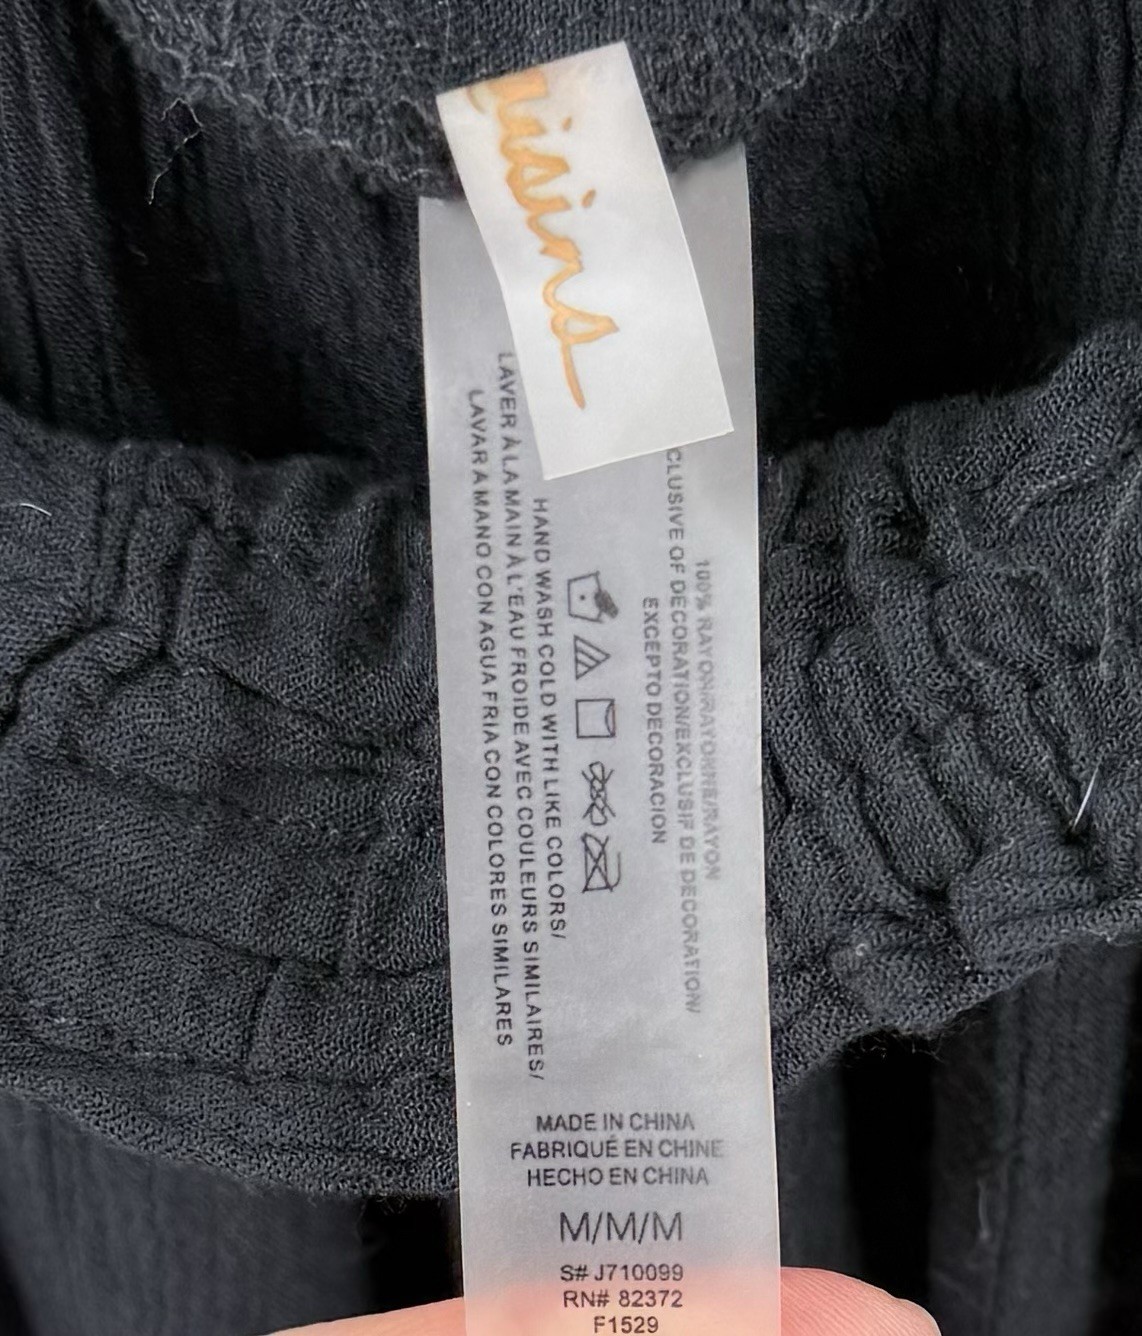 aisins
100% RAYON/RAYONNE/RAYON
CLUSIVE OF DECORATION/EXCLUSIF DE DECORATION/
EXCEPTO DECORACION
HAND WASH COLD WITH LIKE COLORS/
LAVER À LA MAIN À L'EAU FROIDE AVEC COULEURS SIMILAIRES/
LAVAR A MANO CON AGUA FRIA CON COLORES SIMILARES
MADE IN CHINA
FABRIQUÉ EN CHINE
HECHO EN CHINA
M/M/M
S# J710099
RN# 82372
F1529